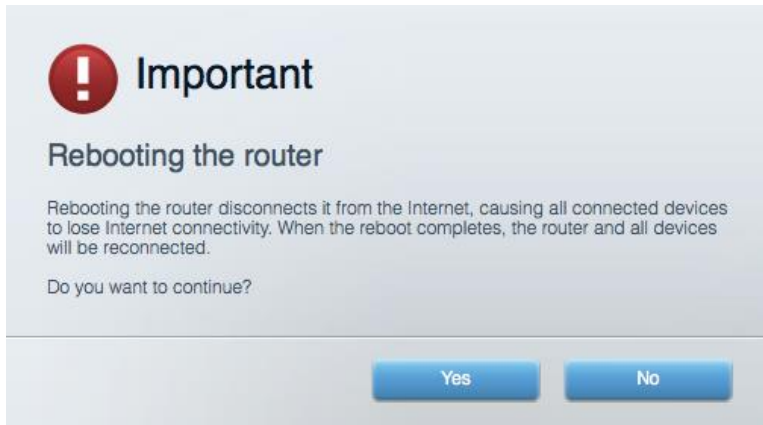 Important
Rebooting the router
Rebooting the router disconnects it from the Internet, causing all connected devices
to lose Internet connectivity. When the reboot completes, the router and all devices
will be reconnected.
Do you want to continue?
Yes
No